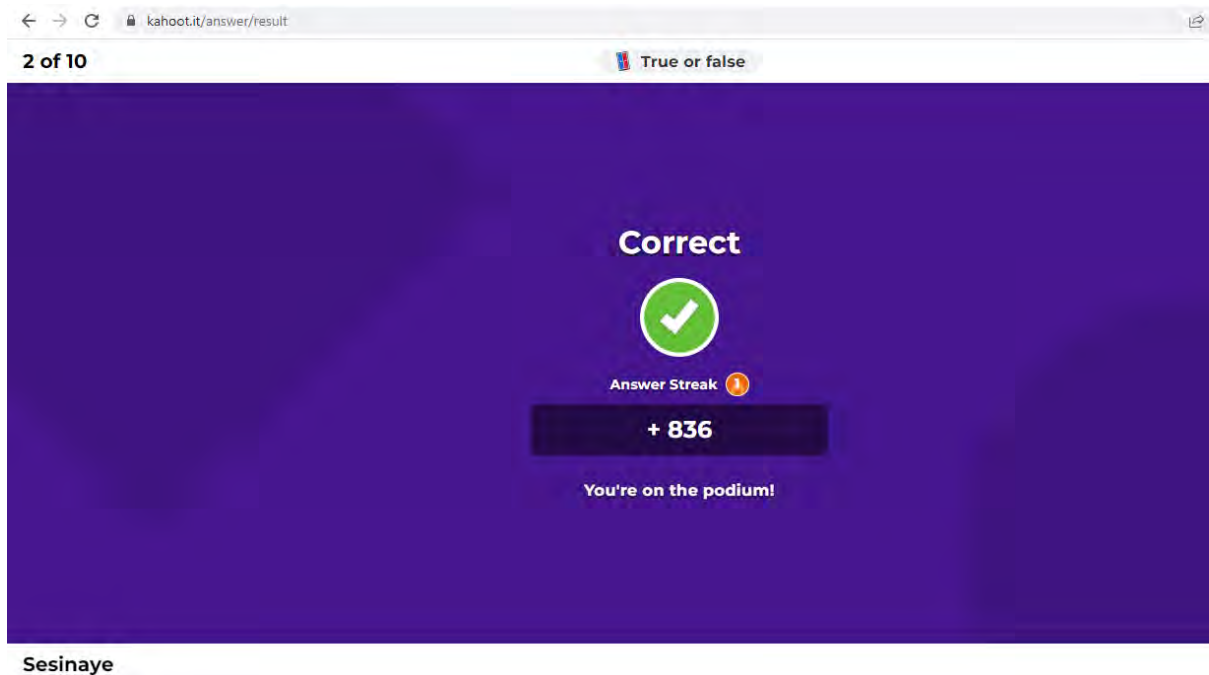 kahoot.it/answer/result
2 of 10
True or false
Correct
Answer Streak 1
+ 836
You're on the podium!
Sesinaye